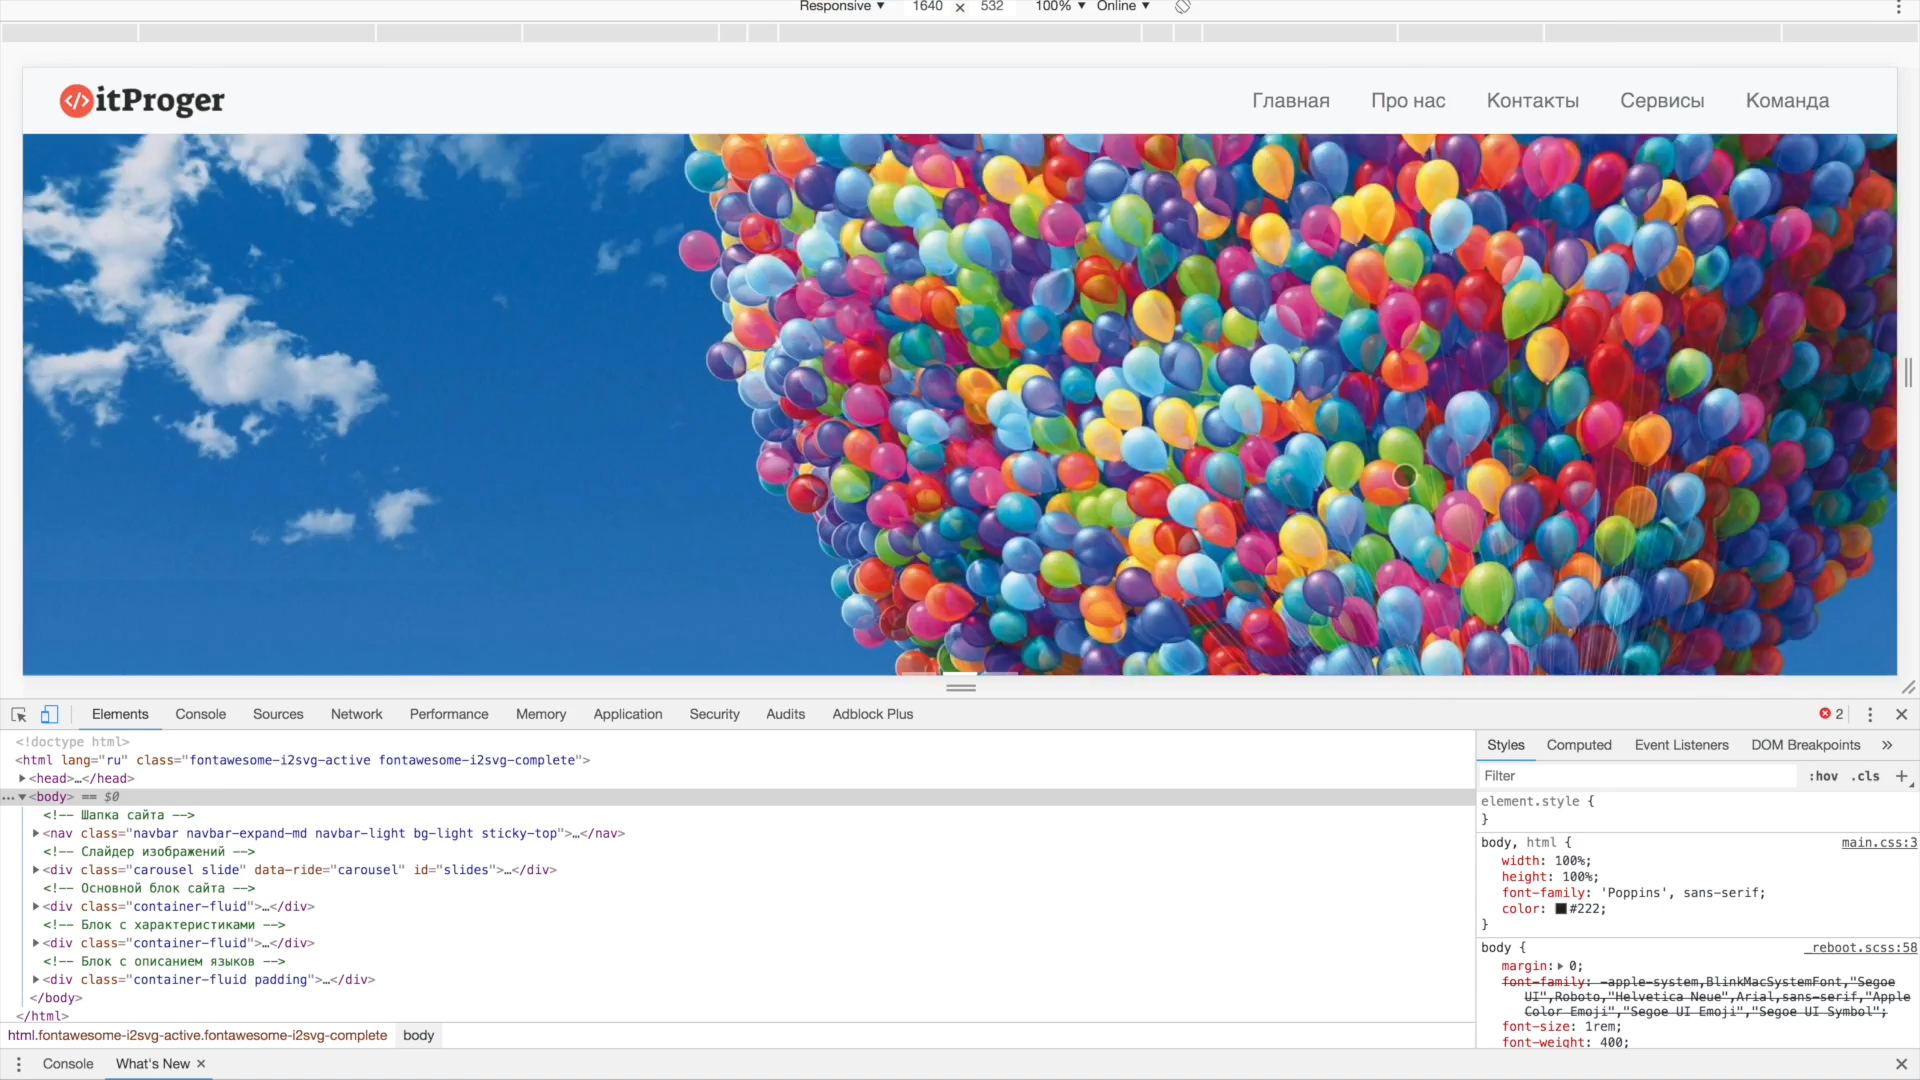 Responsive ▼ 1640 × 532 100% ▼ Online ▼
</>itProger
Главная Про нас Контакты Сервисы Команда
Elements Console Sources Network Performance Memory Application Security Audits Adblock Plus
2
<!doctype html>
<html lang="ru" class="fontawesome-i2svg-active fontawesome-i2svg-complete">
▶<head>…</head>
…▼<body> == $0
<!-- Шапка сайта -->
▶<nav class="navbar navbar-expand-md navbar-light bg-light sticky-top">…</nav>
<!-- Слайдер изображений -->
▶<div class="carousel slide" data-ride="carousel" id="slides">…</div>
<!-- Основной блок сайта -->
▶<div class="container-fluid">…</div>
<!-- Блок с характеристиками -->
▶<div class="container-fluid">…</div>
<!-- Блок с описанием языков -->
▶<div class="container-fluid padding">…</div>
</body>
</html>
html.fontawesome-i2svg-active.fontawesome-i2svg-complete body
Styles Computed Event Listeners DOM Breakpoints »
Filter :hov .cls +
element.style {
}
body, html { main.css:3
width: 100%;
height: 100%;
font-family: 'Poppins', sans-serif;
color: #222;
}
body { _reboot.scss:58
margin:▶ 0;
font-family: -apple-system,BlinkMacSystemFont,"Segoe
UI",Roboto,"Helvetica Neue",Arial,sans-serif,"Apple
Color Emoji","Segoe UI Emoji","Segoe UI Symbol";
font-size: 1rem;
font-weight: 400;
Console What's New ×